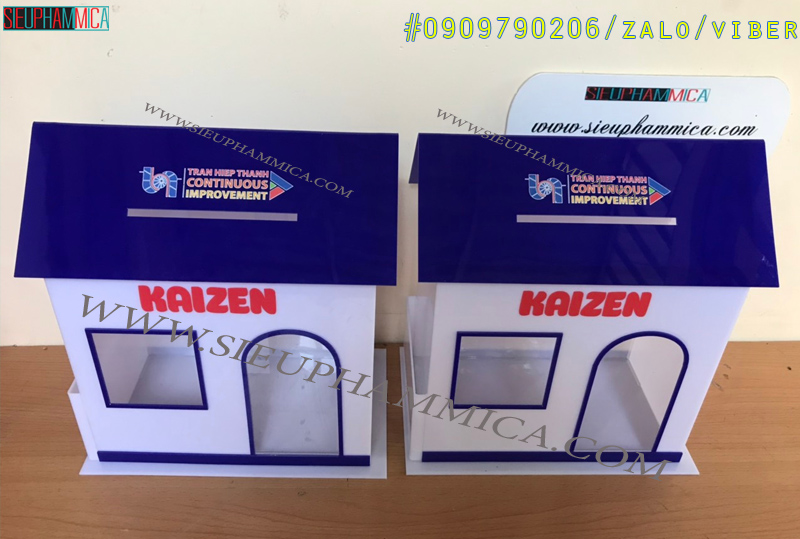 SIEUPHAMMICA
#0909790206/ZALO/VIBER
SIEUPHAMMICA
www.sieuphammica.com
WWW.SIEUPHAMMICA.COM
WWW.SIEUPHAMMICA.COM
TRAN HIEP THANH
CONTINUOUS
IMPROVEMENT
TRAN HIEP THANH
CONTINUOUS
IMPROVEMENT
KAIZEN
KAIZEN
WWW.SIEUPHAMMICA.COM